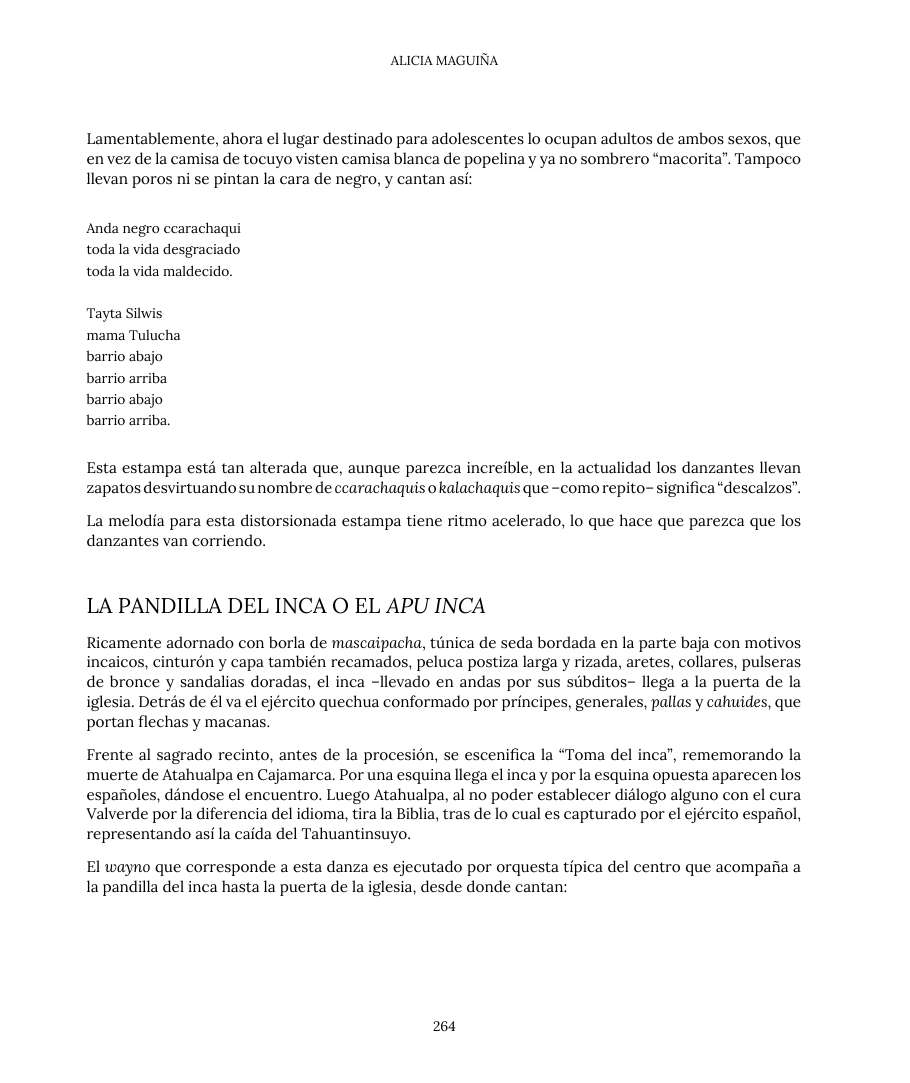 ALICIA MAGUIÑA
Lamentablemente, ahora el lugar destinado para adolescentes lo ocupan adultos de ambos sexos, que
en vez de la camisa de tocuyo visten camisa blanca de popelina y ya no sombrero “macorita”. Tampoco
llevan poros ni se pintan la cara de negro, y cantan así:
Anda negro ccarachaqui
toda la vida desgraciado
toda la vida maldecido.
Tayta Silwis
mama Tulucha
barrio abajo
barrio arriba
barrio abajo
barrio arriba.
Esta estampa está tan alterada que, aunque parezca increíble, en la actualidad los danzantes llevan
zapatos desvirtuando su nombre de ccarachaquis o kalachaquis que –como repito– significa “descalzos”.
La melodía para esta distorsionada estampa tiene ritmo acelerado, lo que hace que parezca que los
danzantes van corriendo.
LA PANDILLA DEL INCA O EL APU INCA
Ricamente adornado con borla de mascaipacha, túnica de seda bordada en la parte baja con motivos
incaicos, cinturón y capa también recamados, peluca postiza larga y rizada, aretes, collares, pulseras
de bronce y sandalias doradas, el inca –llevado en andas por sus súbditos– llega a la puerta de la
iglesia. Detrás de él va el ejército quechua conformado por príncipes, generales, pallas y cahuides, que
portan flechas y macanas.
Frente al sagrado recinto, antes de la procesión, se escenifica la “Toma del inca”, rememorando la
muerte de Atahualpa en Cajamarca. Por una esquina llega el inca y por la esquina opuesta aparecen los
españoles, dándose el encuentro. Luego Atahualpa, al no poder establecer diálogo alguno con el cura
Valverde por la diferencia del idioma, tira la Biblia, tras de lo cual es capturado por el ejército español,
representando así la caída del Tahuantinsuyo.
El wayno que corresponde a esta danza es ejecutado por orquesta típica del centro que acompaña a
la pandilla del inca hasta la puerta de la iglesia, desde donde cantan:
264